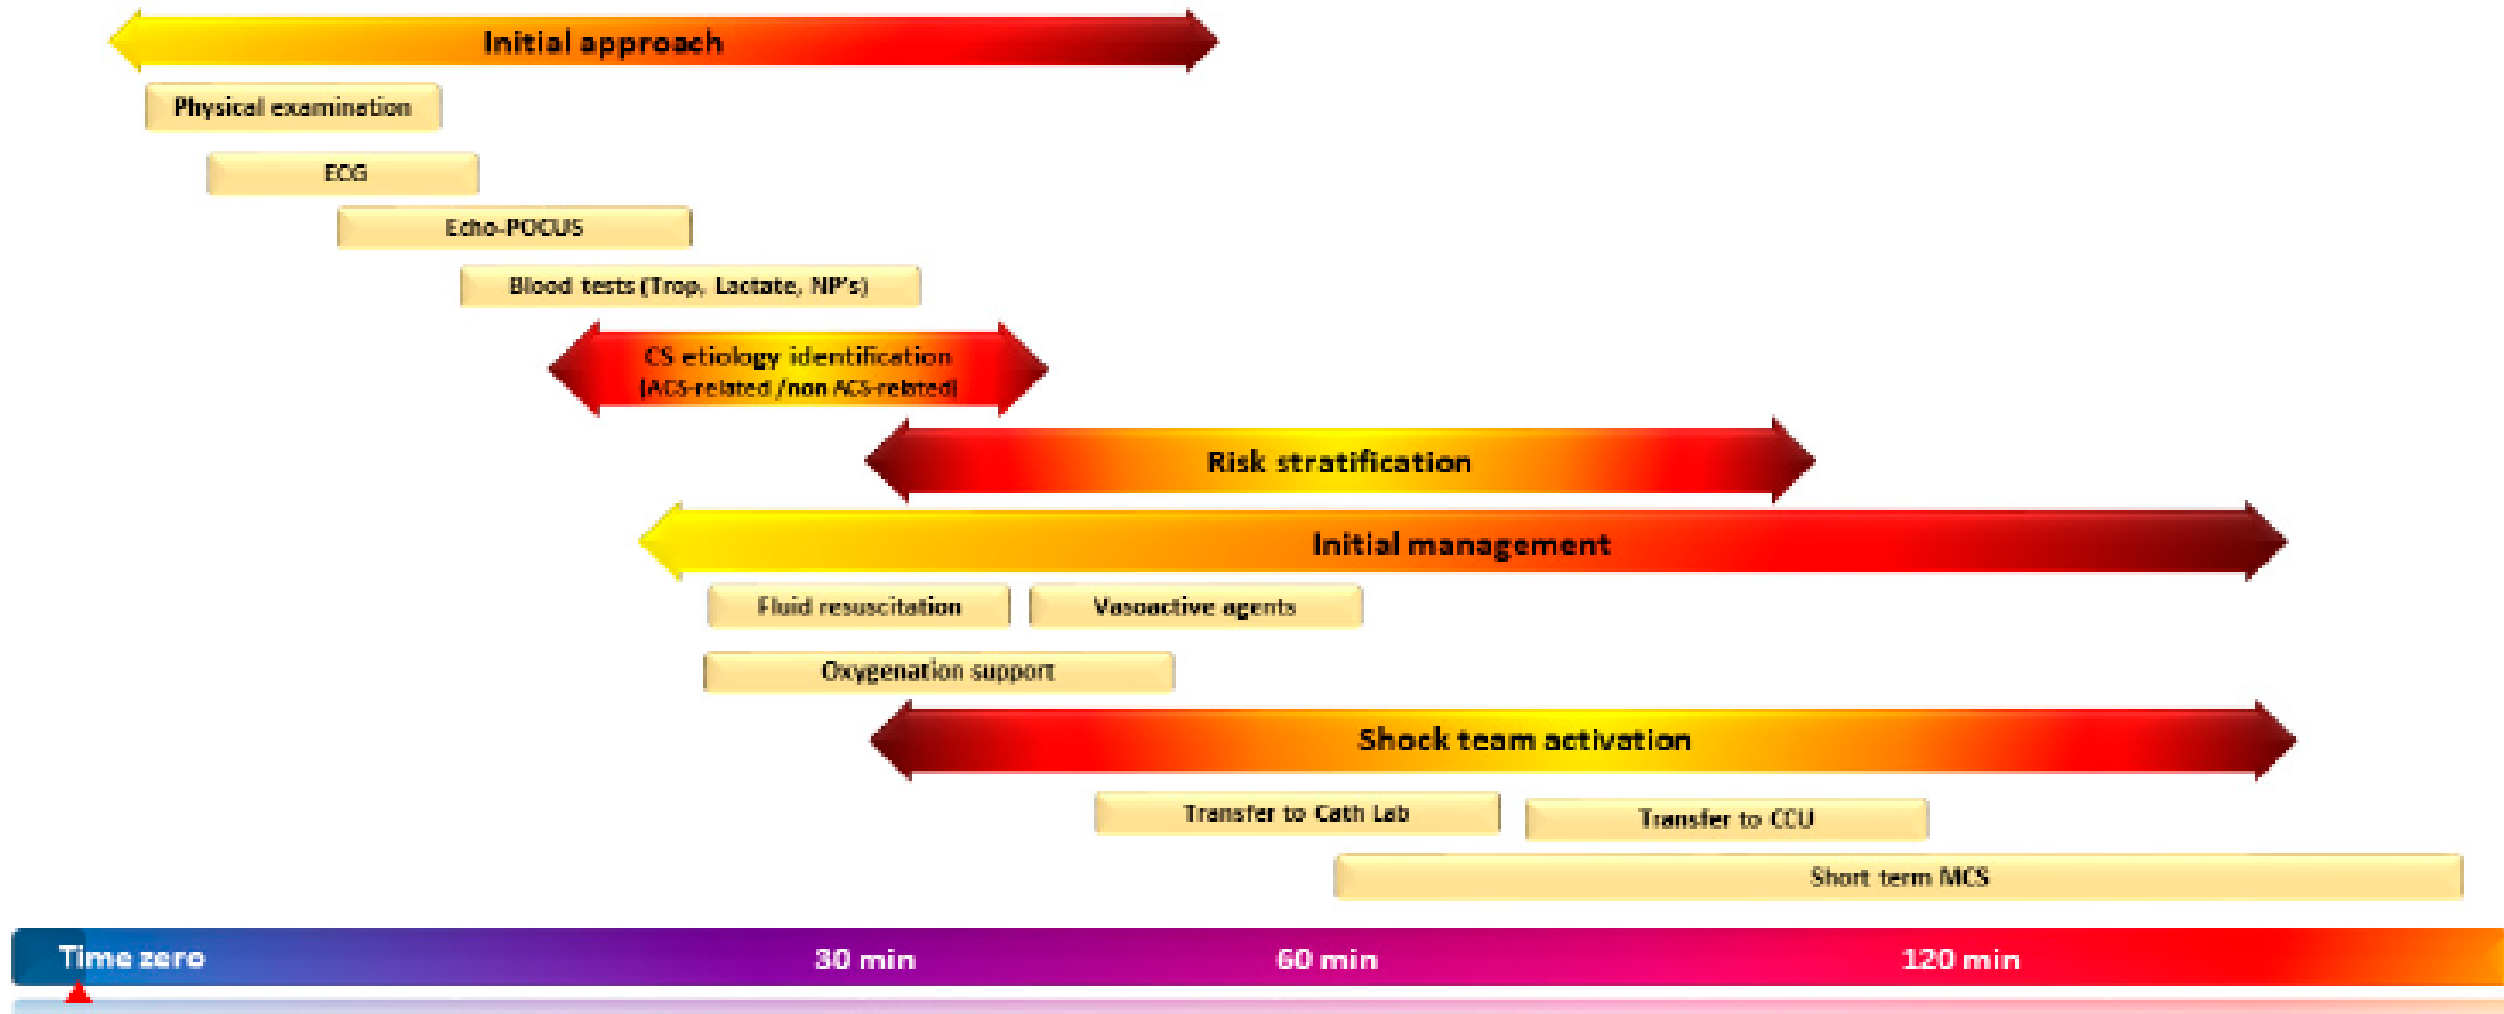 Initial approach
Physical examination
ECG
Echo-POCUS
Blood tests (Trop, Lactate, NP's)
CS etiology identification
(ACS-related /non ACS-related)
Risk stratification
Initial management
Fluid resuscitation
Vasoactive agents
Oxygenation support
Shock team activation
Transfer to Cath Lab
Transfer to CCU
Short term MCS
Time zero
30 min
60 min
120 min